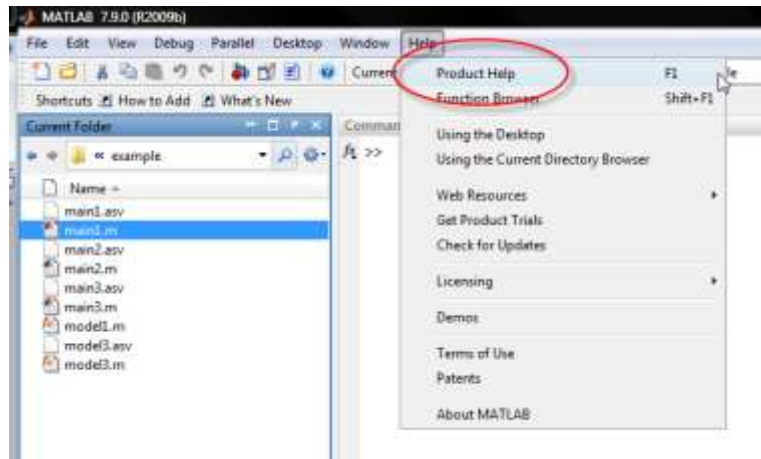 MATLAB 7.9.0 (R2009b)
File Edit View Debug Parallel Desktop Window Help
Current
Shortcuts How to Add What's New
Current Folder
Comman
« example
fx >>
Name
main1.asv
main1.m
main2.asv
main2.m
main3.asv
main3.m
model1.m
model3.asv
model3.m
Product Help F1
Function Browser Shift+F1
Using the Desktop
Using the Current Directory Browser
Web Resources
Get Product Trials
Check for Updates
Licensing
Demos
Terms of Use
Patents
About MATLAB